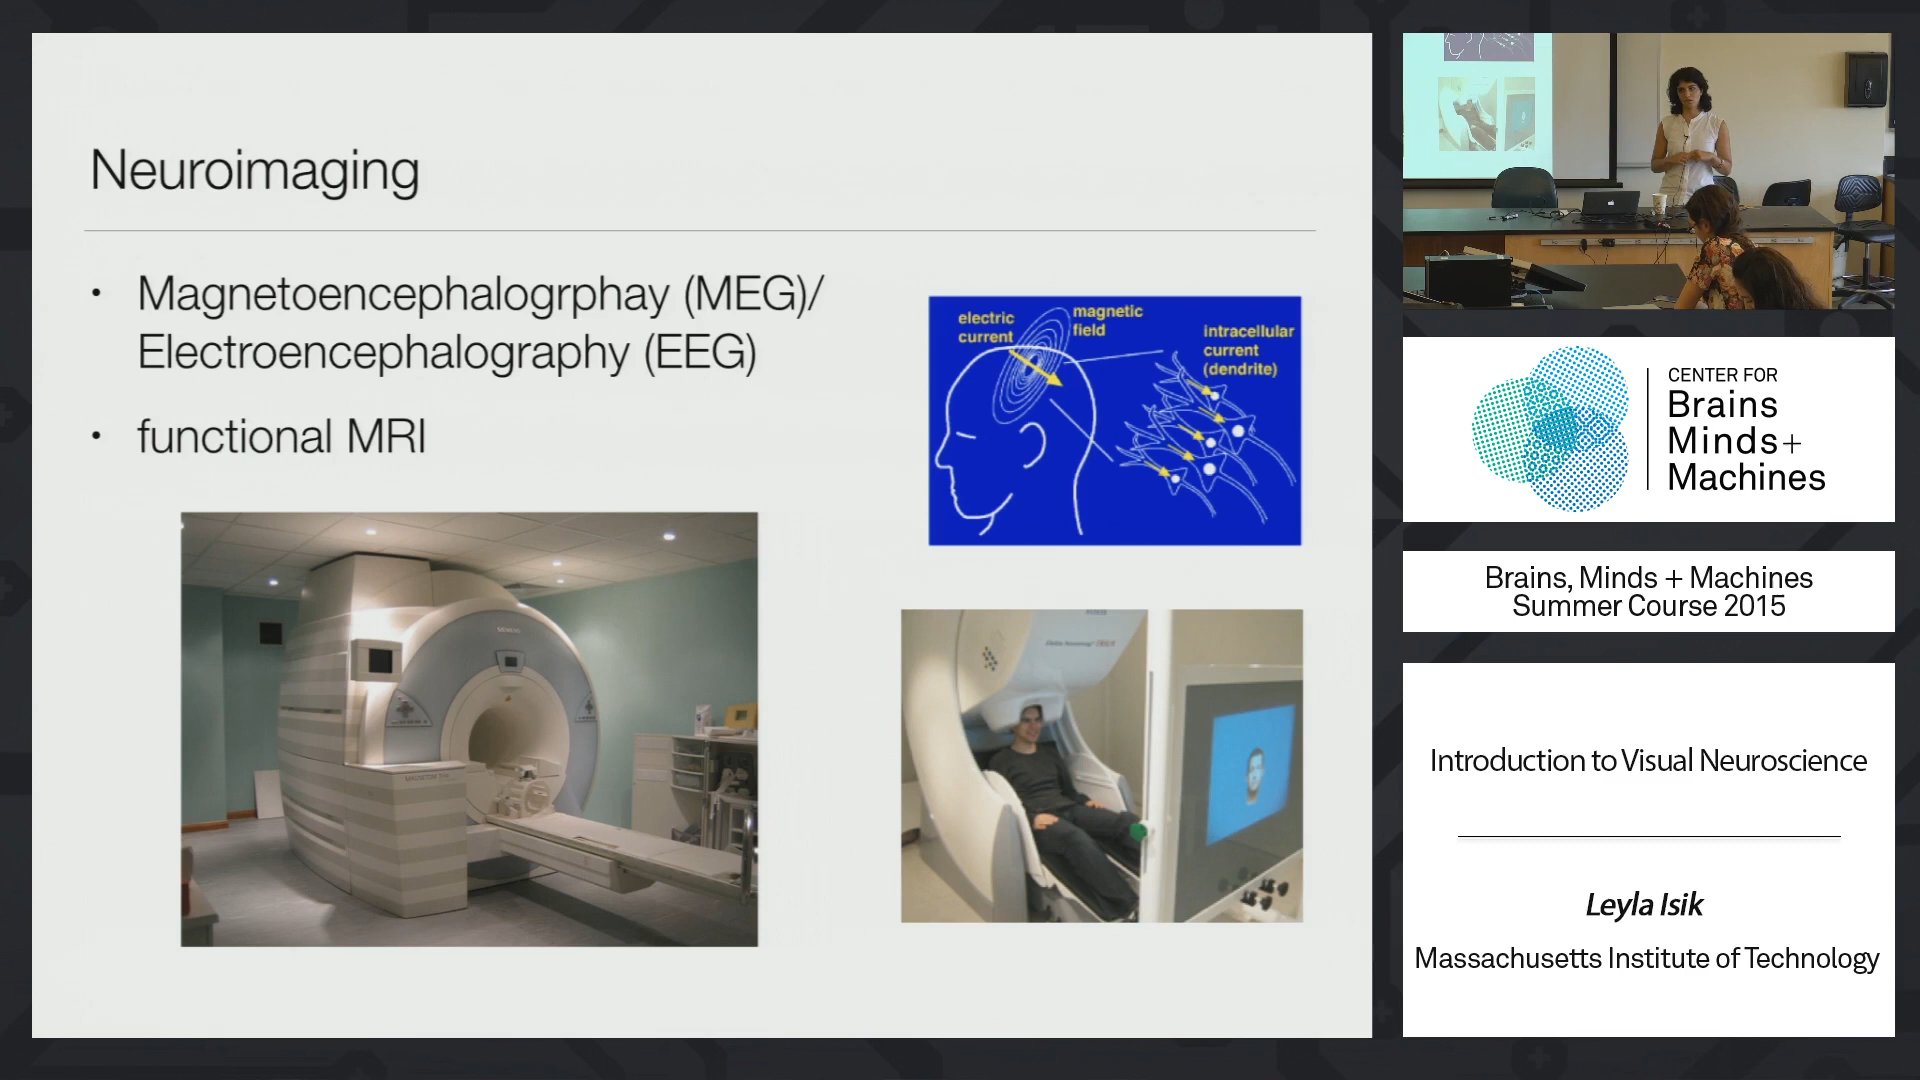 Neuroimaging
• Magnetoencephalogrphay (MEG)/
Electroencephalography (EEG)
• functional MRI
electric
current
magnetic
field
intracellular
current
(dendrite)
CENTER FOR
Brains
Minds+
Machines
Brains, Minds + Machines
Summer Course 2015
Introduction to Visual Neuroscience
Leyla Isik
Massachusetts Institute of Technology